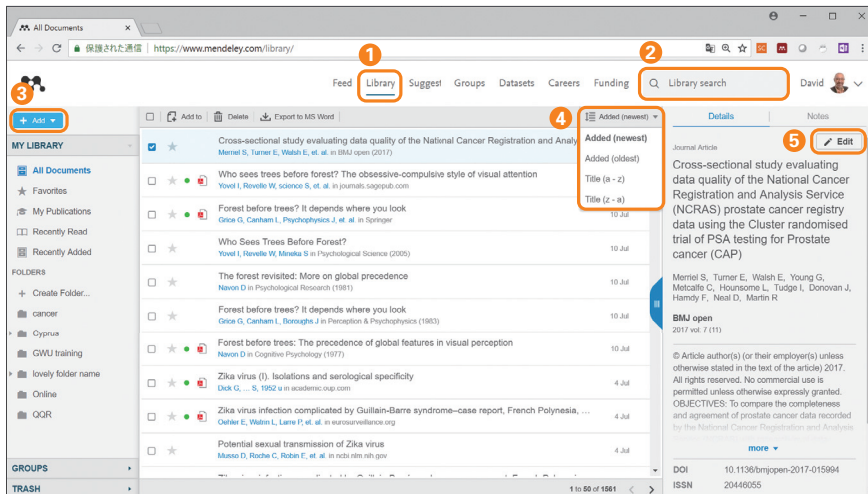 All Documents
保護された通信 https://www.mendeley.com/library/
1
2
Feed Library Suggest Groups Datasets Careers Funding Library search David
3
+ Add
Add to Delete Export to MS Word
4
Added (newest)
Added (newest)
Added (oldest)
Title (a - z)
Title (z - a)
MY LIBRARY
All Documents
Favorites
My Publications
Recently Read
Recently Added
FOLDERS
+ Create Folder...
cancer
Cyprus
GWU training
lovely folder name
Online
QQR
GROUPS
TRASH
Cross-sectional study evaluating data quality of the National Cancer Registration and Analy
Merriel S, Turner E, Walsh E, et. al. in BMJ open (2017)
Who sees trees before forest? The obsessive-compulsive style of visual attention
Yovel I, Revelle W, science S, et. al. in journals.sagepub.com
Forest before trees? It depends where you look
Grice G, Canham L, Psychophysics J, et. al. in Springer
10 Jul
Who Sees Trees Before Forest?
Yovel I, Revelle W, Mineka S in Psychological Science (2005)
10 Jul
The forest revisited: More on global precedence
Navon D in Psychological Research (1981)
10 Jul
Forest before trees? It depends where you look
Grice G, Canham L, Boroughs J in Perception & Psychophysics (1983)
10 Jul
Forest before trees: The precedence of global features in visual perception
Navon D in Cognitive Psychology (1977)
10 Jul
Zika virus (I). Isolations and serological specificity
Dick G, ... S, 1952 u in academic.oup.com
4 Jul
Zika virus infection complicated by Guillain-Barre syndrome–case report, French Polynesia, ...
Oehler E, Watrin L, Larre P, et. al. in eurosurveillance.org
4 Jul
Potential sexual transmission of Zika virus
Musso D, Roche C, Robin E, et. al in ncbi nlm nih gov
4 Jul
1 to 50 of 1561
Details Notes
5
Edit
Journal Article
Cross-sectional study evaluating
data quality of the National Cancer
Registration and Analysis Service
(NCRAS) prostate cancer registry
data using the Cluster randomised
trial of PSA testing for Prostate
cancer (CAP)
Merriel S, Turner E, Walsh E, Young G,
Metcalfe C, Hounsome L, Tudge I, Donovan J,
Hamdy F, Neal D, Martin R
BMJ open
2017 vol: 7 (11)
© Article author(s) (or their employer(s) unless
otherwise stated in the text of the article) 2017.
All rights reserved. No commercial use is
permitted unless otherwise expressly granted.
OBJECTIVES: To compare the completeness
and agreement of prostate cancer data recorded
by the National Cancer Registration and Analysis
more
DOI 10.1136/bmjopen-2017-015994
ISSN 20446055